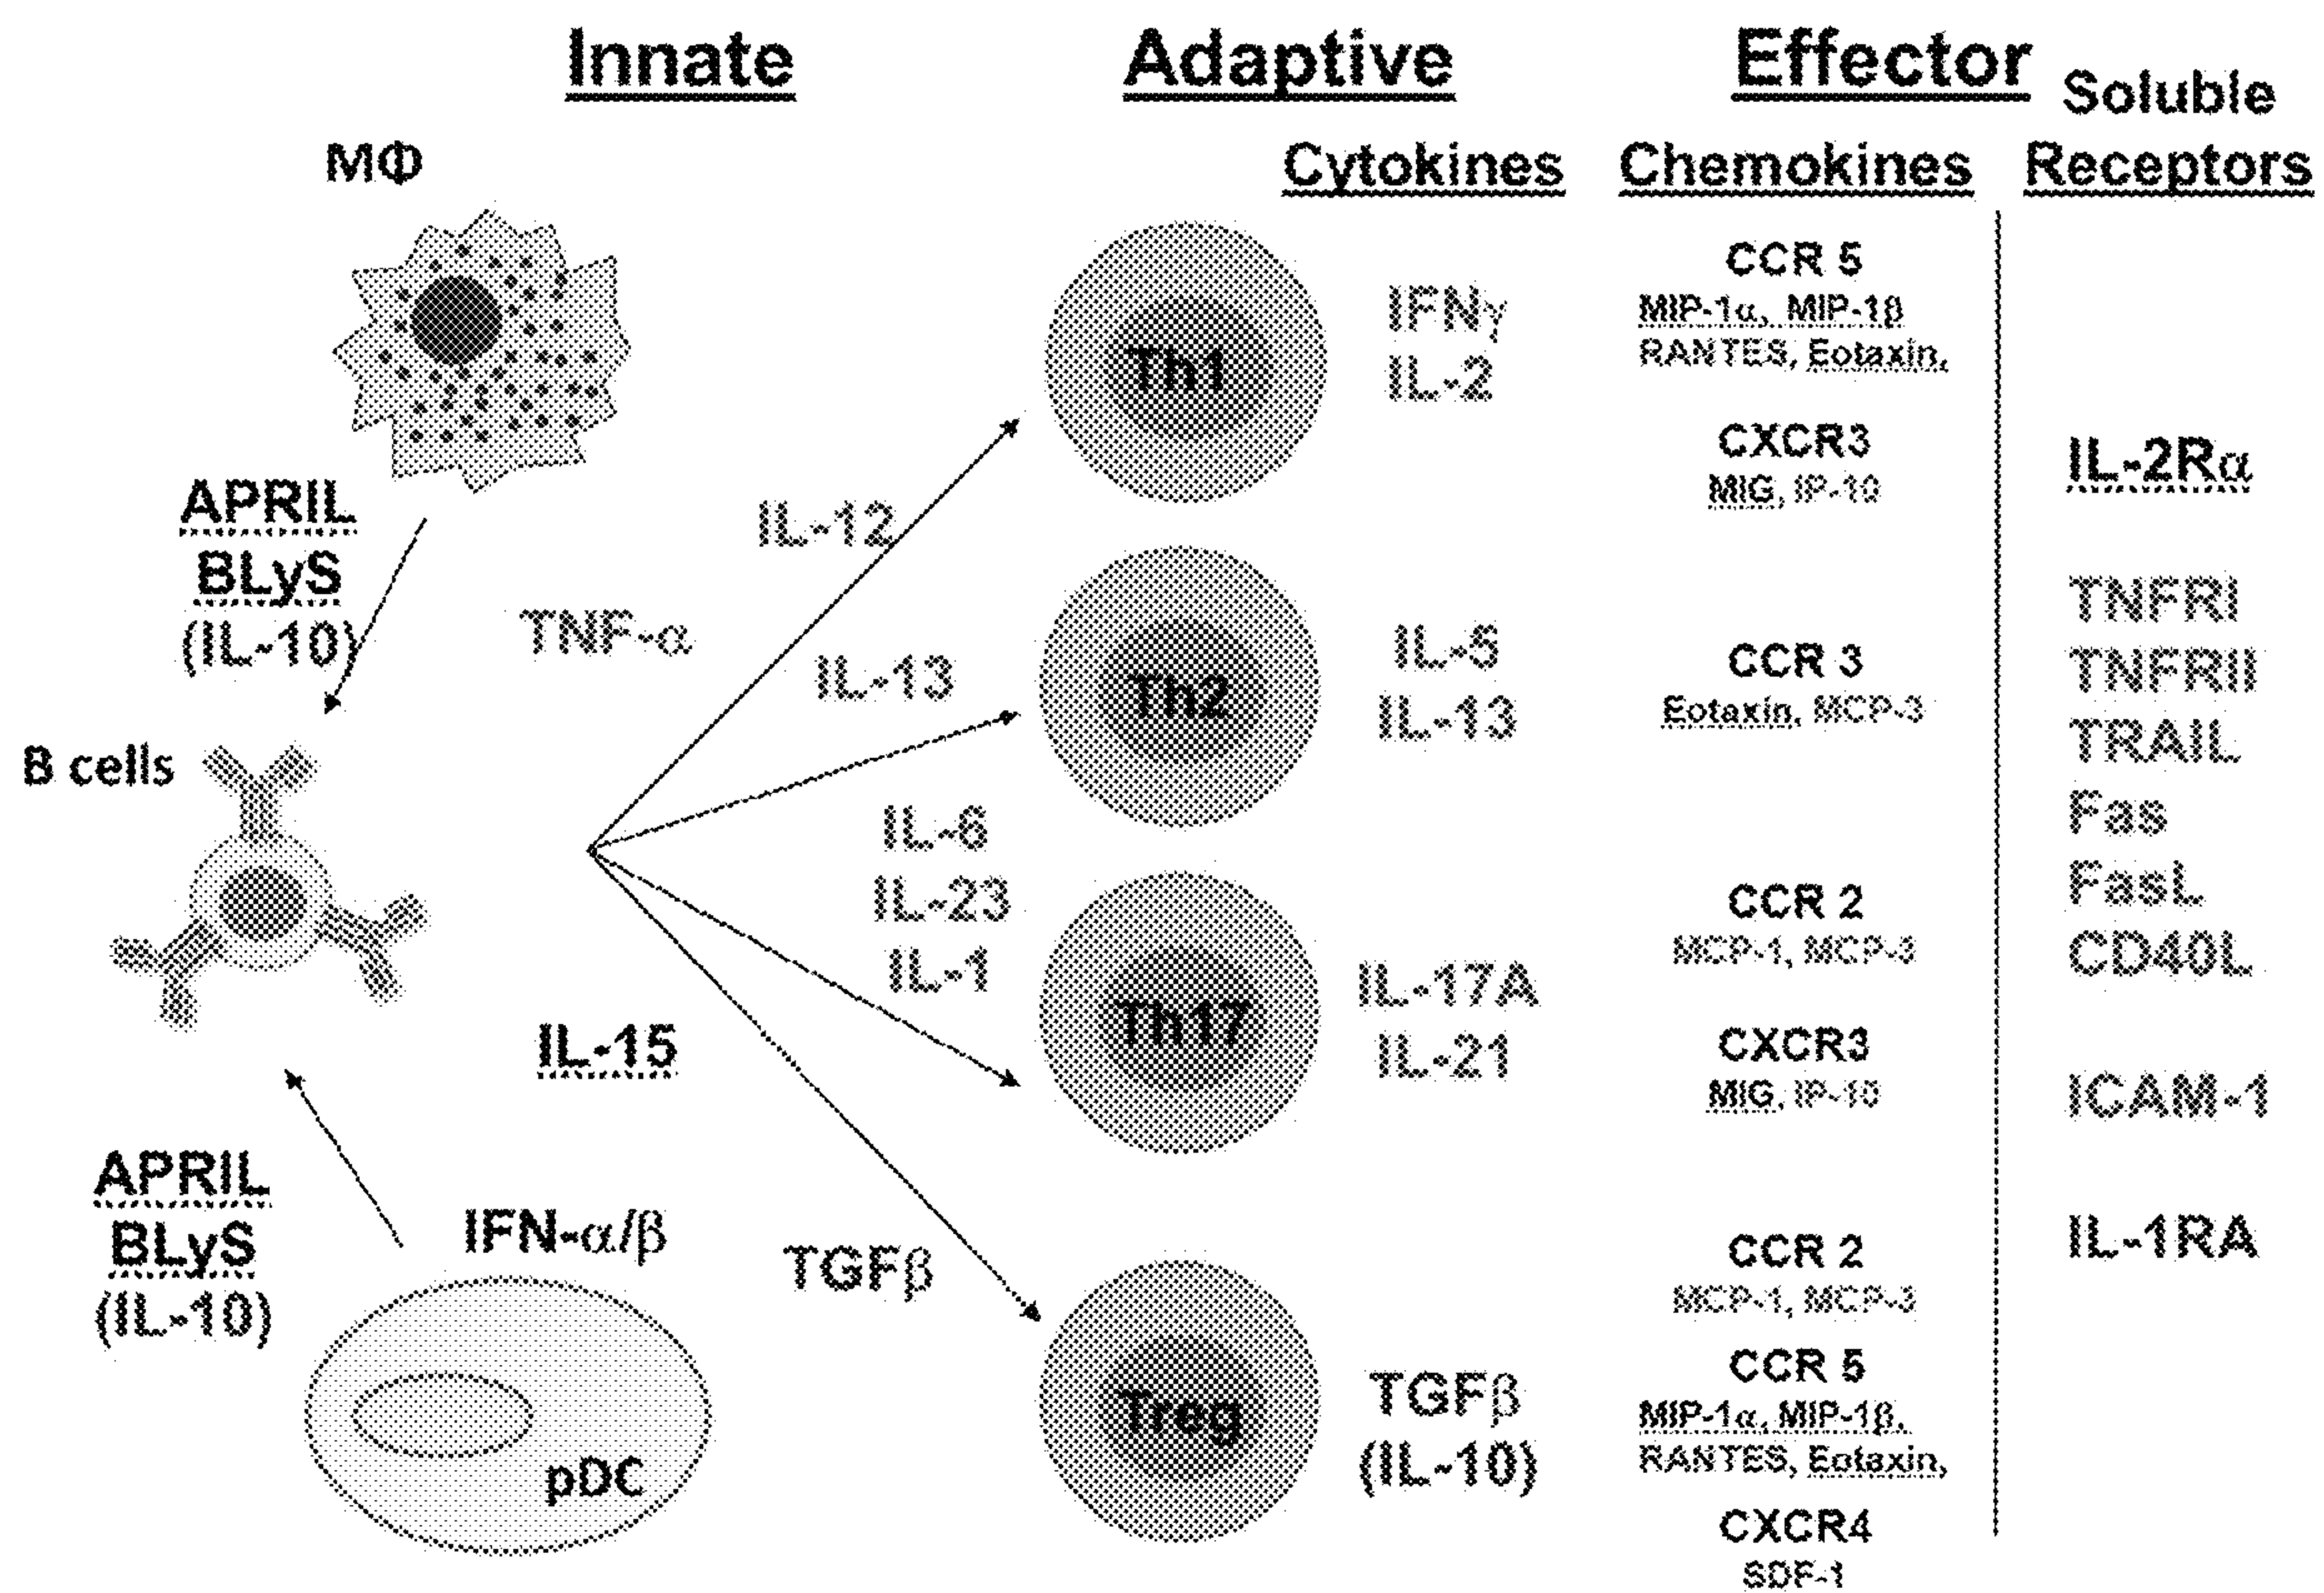 Innate
Adaptive
Effector
Soluble
Receptors
Cytokines
Chemokines
MΦ
APRIL
BLyS
(IL-10)
TNF-α
B cells
IL-15
APRIL
BLyS
(IL-10)
IFN-α/β
pDC
IL-12
IL-13
IL-6
IL-23
IL-1
TGFβ
Th1
IFNγ
IL-2
CCR 5
MIP-1α, MIP-1β
RANTES, Eotaxin,
CXCR3
MIG, IP-10
Th2
IL-5
IL-13
CCR 3
Eotaxin, MCP-3
Th17
IL-17A
IL-21
CCR 2
MCP-1, MCP-3
CXCR3
MIG, IP-10
Treg
TGFβ
(IL-10)
CCR 2
MCP-1, MCP-3
CCR 5
MIP-1α, MIP-1β,
RANTES, Eotaxin,
CXCR4
SDF-1
IL-2Rα
TNFRI
TNFRII
TRAIL
Fas
FasL
CD40L
ICAM-1
IL-1RA